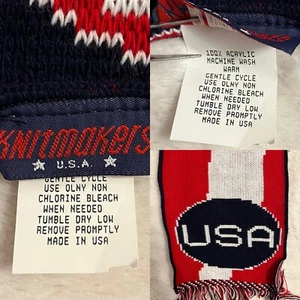 100% ACRYLIC
MACHINE WASH
WARM
GENTLE CYCLE
USE OLNY NON
CHLORINE BLEACH
WHEN NEEDED
TUMBLE DRY LOW
REMOVE PROMPTLY
MADE IN USA
KNITMAKERS
U.S.A.
GENTLE CYCLE
USE OLNY NON
CHLORINE BLEACH
WHEN NEEDED
TUMBLE DRY LOW
REMOVE PROMPTLY
MADE IN USA
USA